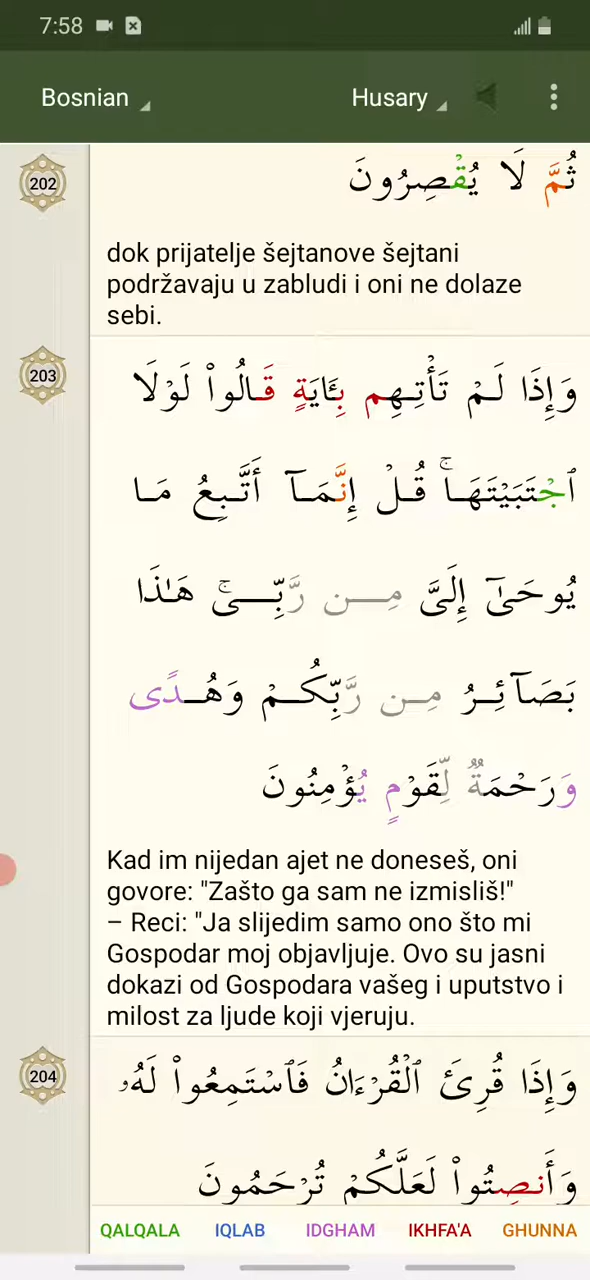 7:58
Bosnian
Husary
202
ثُمَّ لَا يُقْصِرُونَ
dok prijatelje šejtanove šejtani
podržavaju u zabludi i oni ne dolaze
sebi.
203
وَإِذَا لَمْ تَأْتِهِم بِـَٔايَةٍ قَالُوا۟ لَوْلَا
ٱجْتَبَيْتَهَا ۚ قُلْ إِنَّمَآ أَتَّبِعُ مَا
يُوحَىٰٓ إِلَىَّ مِن رَّبِّى ۚ هَـٰذَا
بَصَآئِرُ مِن رَّبِّكُمْ وَهُدًى
وَرَحْمَةٌ لِّقَوْمٍ يُؤْمِنُونَ
Kad im nijedan ajet ne doneseš, oni
govore: "Zašto ga sam ne izmisliš!"
– Reci: "Ja slijedim samo ono što mi
Gospodar moj objavljuje. Ovo su jasni
dokazi od Gospodara vašeg i uputstvo i
milost za ljude koji vjeruju.
204
وَإِذَا قُرِئَ ٱلْقُرْءَانُ فَٱسْتَمِعُوا۟ لَهُۥ
وَأَنصِتُوا۟ لَعَلَّكُمْ تُرْحَمُونَ
QALQALA IQLAB IDGHAM IKHFA'A GHUNNA